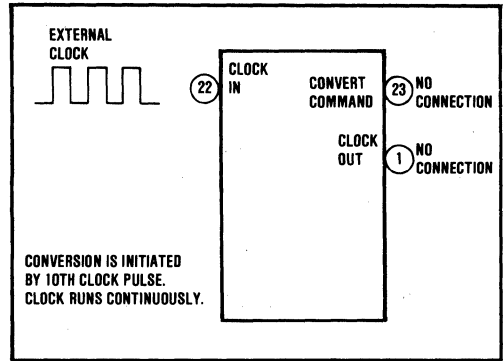 EXTERNAL
CLOCK
22
CLOCK
IN
CONVERT
COMMAND
23
NO
CONNECTION
CLOCK
OUT
1
NO
CONNECTION
CONVERSION IS INITIATED
BY 10TH CLOCK PULSE.
CLOCK RUNS CONTINUOUSLY.